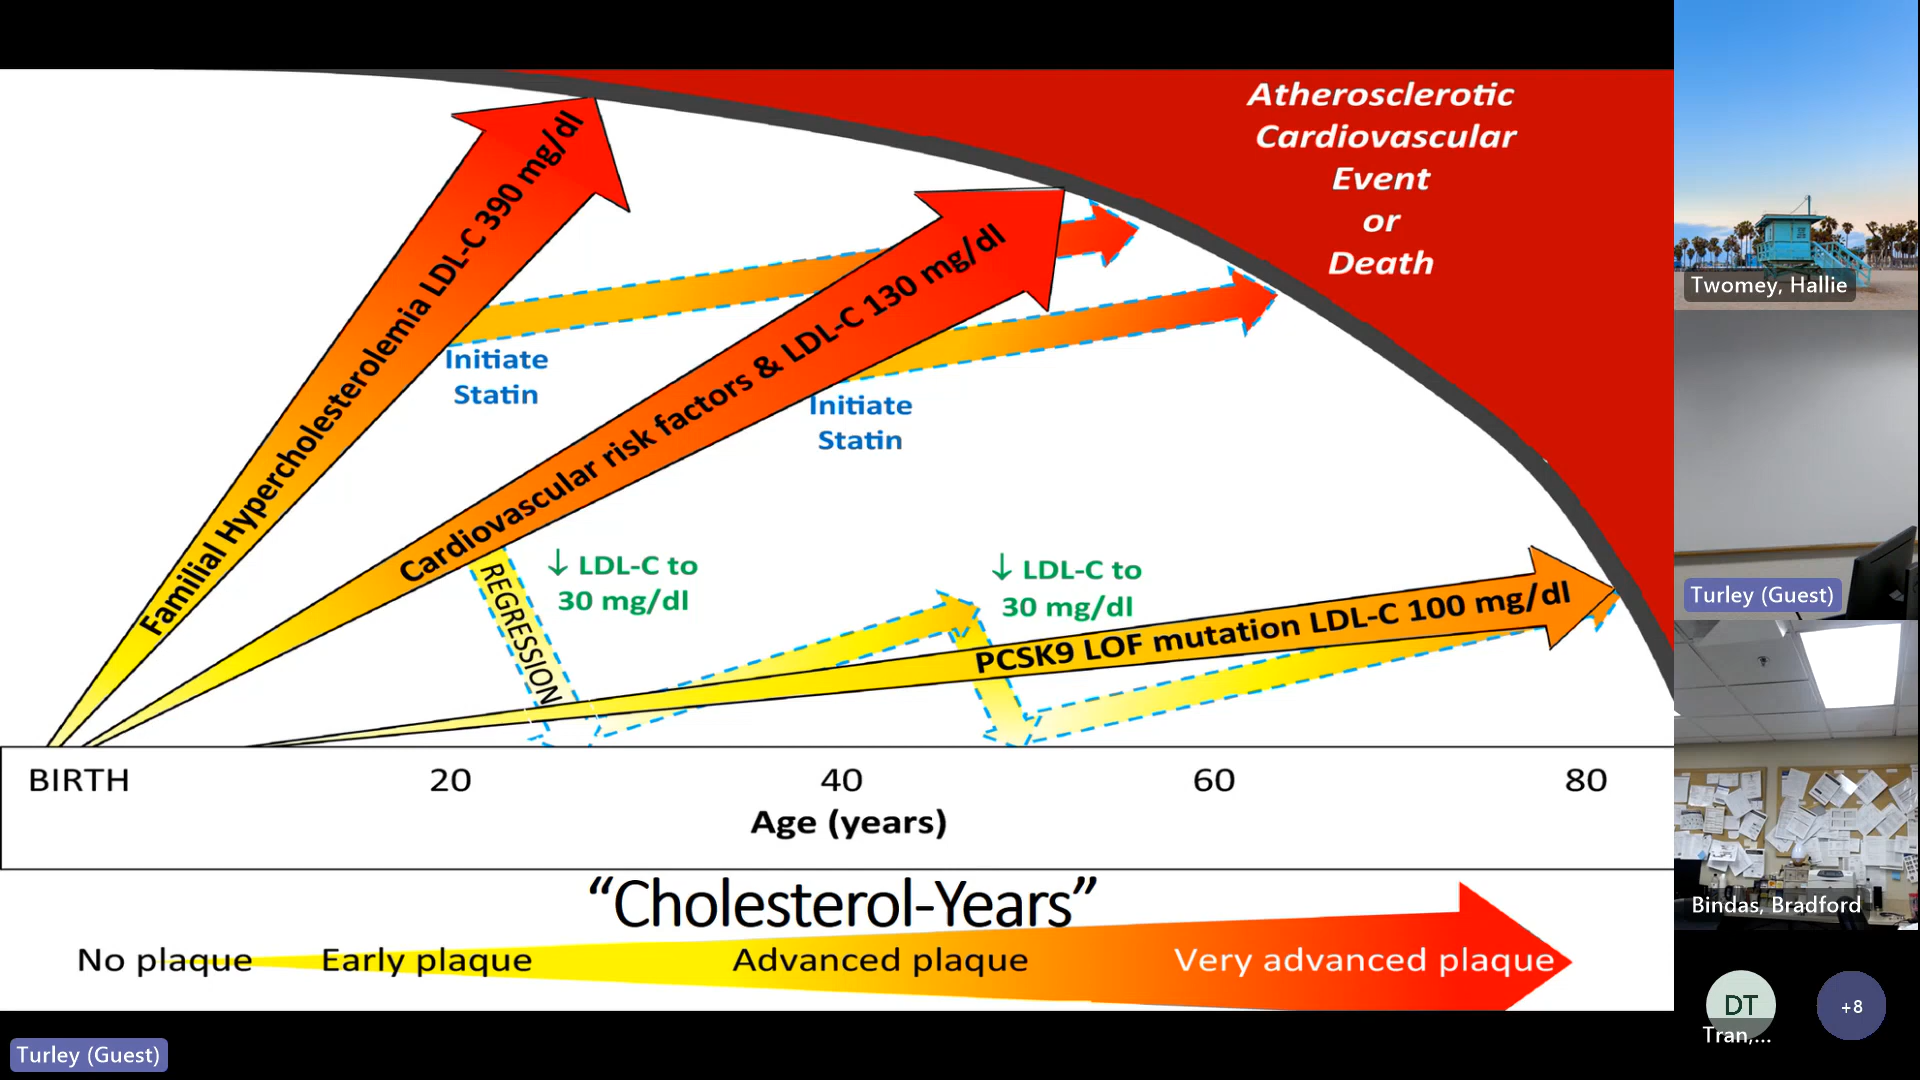 Atherosclerotic
Cardiovascular
Event
or
Death
Familial Hypercholesterolemia LDL-C 390 mg/dl
Cardiovascular risk factors & LDL-C 130 mg/dl
Initiate
Statin
Initiate
Statin
REGRESSION
↓ LDL-C to
30 mg/dl
↓ LDL-C to
30 mg/dl
PCSK9 LOF mutation LDL-C 100 mg/dl
BIRTH 20 40 60 80
Age (years)
“Cholesterol-Years”
No plaque Early plaque Advanced plaque Very advanced plaque
Turley (Guest)
Twomey, Hallie
Turley (Guest)
Bindas, Bradford
DT
Tran,...
+8